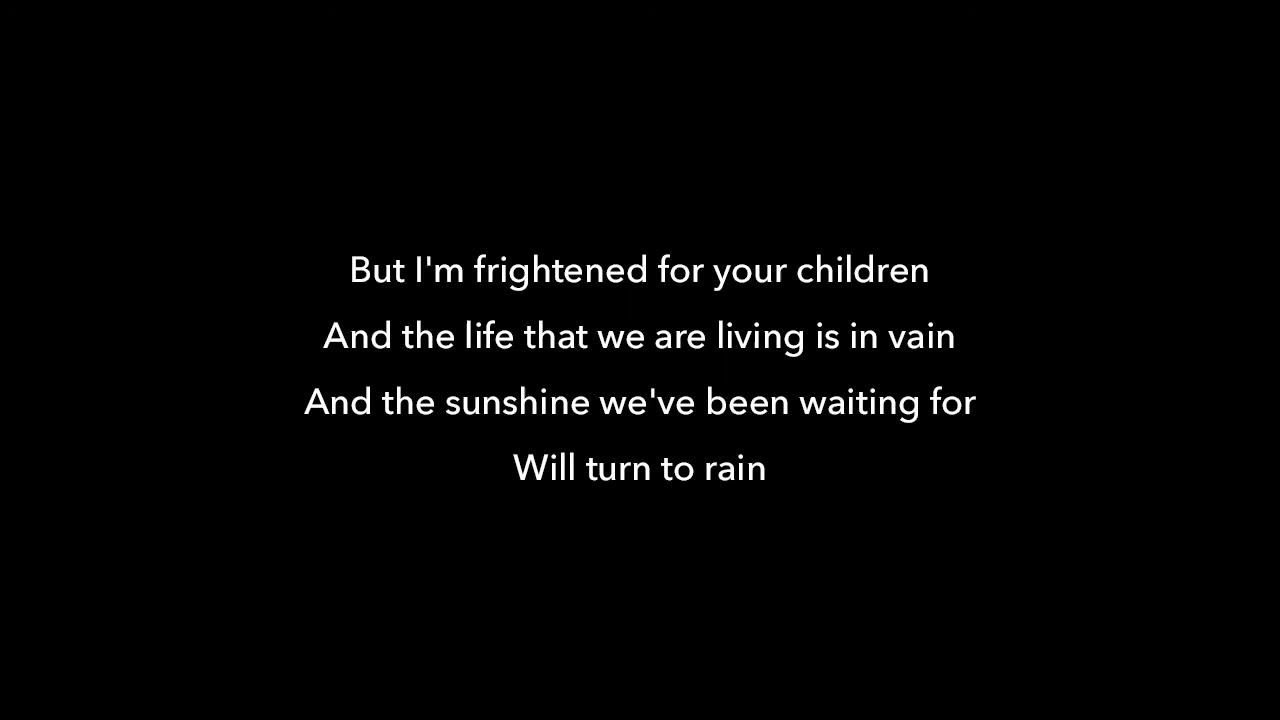 But I'm frightened for your children
And the life that we are living is in vain
And the sunshine we've been waiting for
Will turn to rain